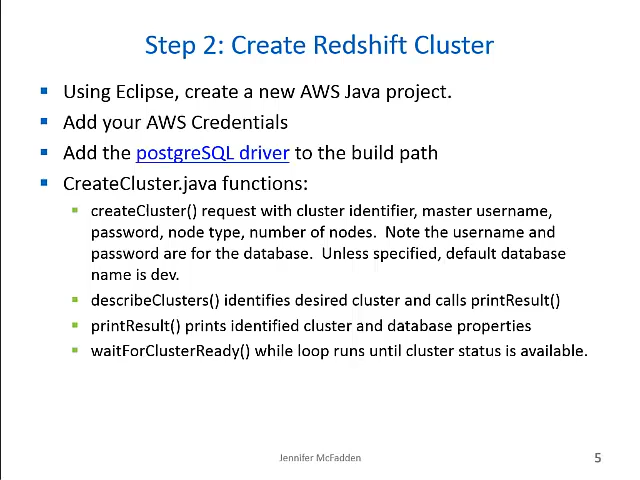 Step 2: Create Redshift Cluster
Using Eclipse, create a new AWS Java project.
Add your AWS Credentials
Add the postgreSQL driver to the build path
CreateCluster.java functions:
createCluster() request with cluster identifier, master username,
password, node type, number of nodes.  Note the username and
password are for the database.  Unless specified, default database
name is dev.
describeClusters() identifies desired cluster and calls printResult()
printResult() prints identified cluster and database properties
waitForClusterReady() while loop runs until cluster status is available.
Jennifer McFadden
5